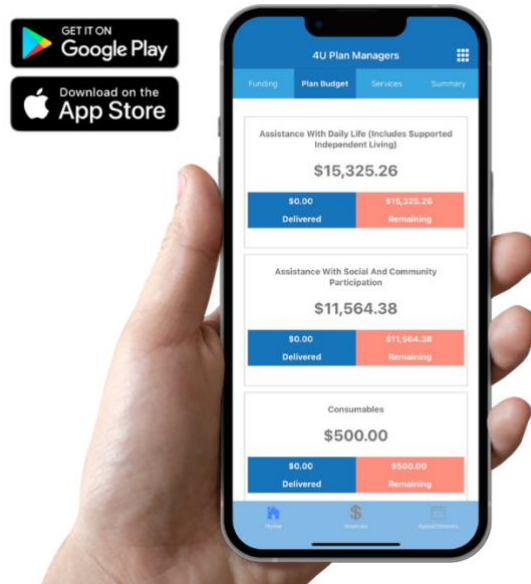 GET IT ON
Google Play
Download on the
App Store
4U Plan Managers
Funding
Plan Budget
Services
Summary
Assistance With Daily Life (Includes Supported
Independent Living)
$15,325.26
$0.00
Delivered
$15,325.26
Remaining
Assistance With Social And Community
Participation
$11,564.38
$0.00
Delivered
$11,564.38
Remaining
Consumables
$500.00
$0.00
Delivered
$500.00
Remaining
Home
Invoices
Appointments